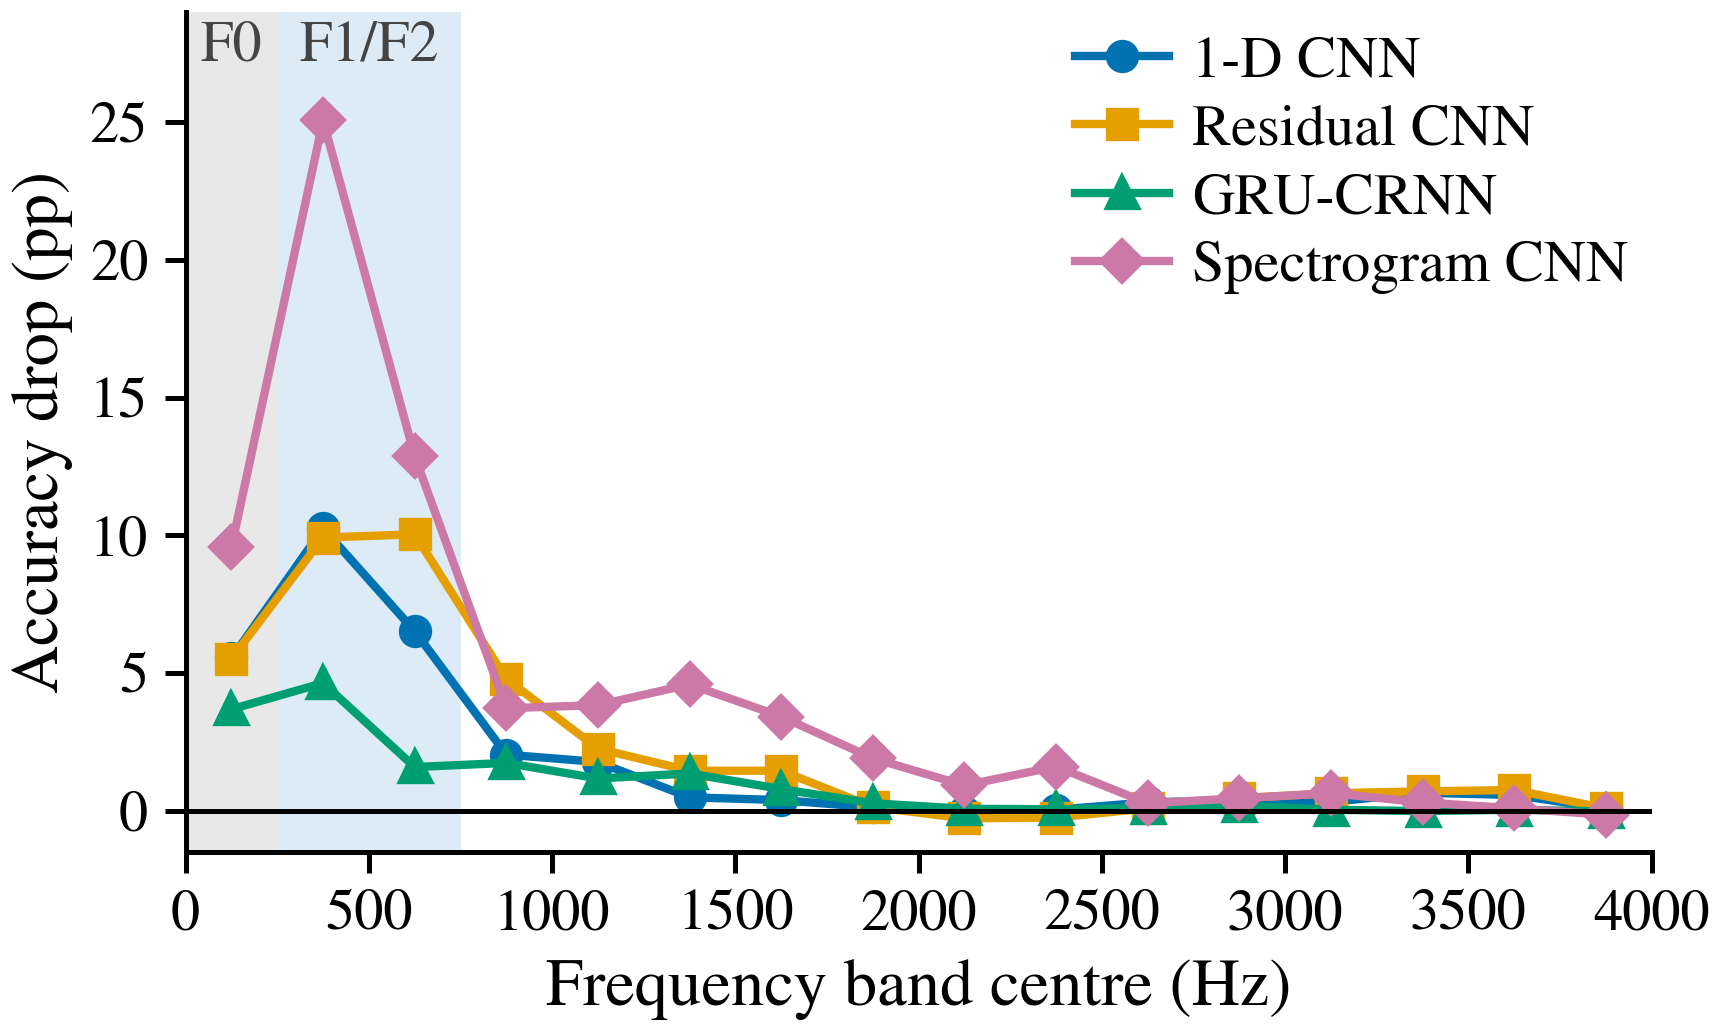 F0 F1/F2
1-D CNN
Residual CNN
GRU-CRNN
Spectrogram CNN
Accuracy drop (pp)
25
20
15
10
5
0
0 500 1000 1500 2000 2500 3000 3500 4000
Frequency band centre (Hz)